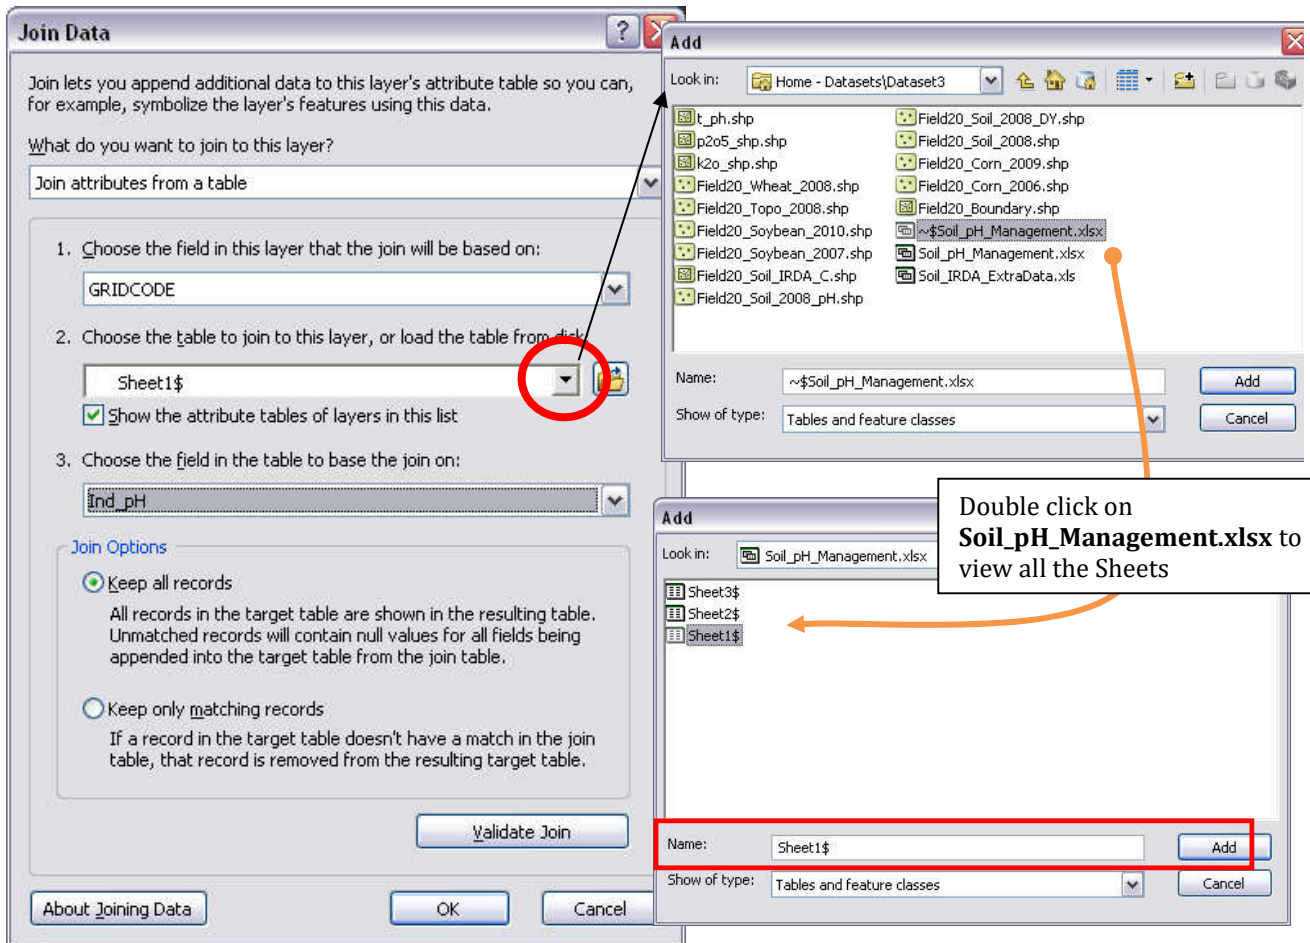 Join Data
Join lets you append additional data to this layer's attribute table so you can,
for example, symbolize the layer's features using this data.
What do you want to join to this layer?
Join attributes from a table
1. Choose the field in this layer that the join will be based on:
GRIDCODE
2. Choose the table to join to this layer, or load the table from disk
Sheet1$
Show the attribute tables of layers in this list
3. Choose the field in the table to base the join on:
Ind_pH
Join Options
Keep all records
All records in the target table are shown in the resulting table.
Unmatched records will contain null values for all fields being
appended into the target table from the join table.
Keep only matching records
If a record in the target table doesn't have a match in the join
table, that record is removed from the resulting target table.
Validate Join
About Joining Data
OK
Cancel
Add
Look in:
Home - Datasets\Dataset3
t_ph.shp
p2o5_shp.shp
k2o_shp.shp
Field20_Wheat_2008.shp
Field20_Topo_2008.shp
Field20_Soybean_2010.shp
Field20_Soybean_2007.shp
Field20_Soil_IRDA_C.shp
Field20_Soil_2008_pH.shp
Field20_Soil_2008_DY.shp
Field20_Soil_2008.shp
Field20_Corn_2009.shp
Field20_Corn_2006.shp
Field20_Boundary.shp
~$Soil_pH_Management.xlsx
Soil_pH_Management.xlsx
Soil_IRDA_ExtraData.xls
Name:
~$Soil_pH_Management.xlsx
Add
Show of type:
Tables and feature classes
Cancel
Double click on
Soil_pH_Management.xlsx to
view all the Sheets
Add
Look in:
Soil_pH_Management.xlsx
Sheet3$
Sheet2$
Sheet1$
Name:
Sheet1$
Add
Show of type:
Tables and feature classes
Cancel